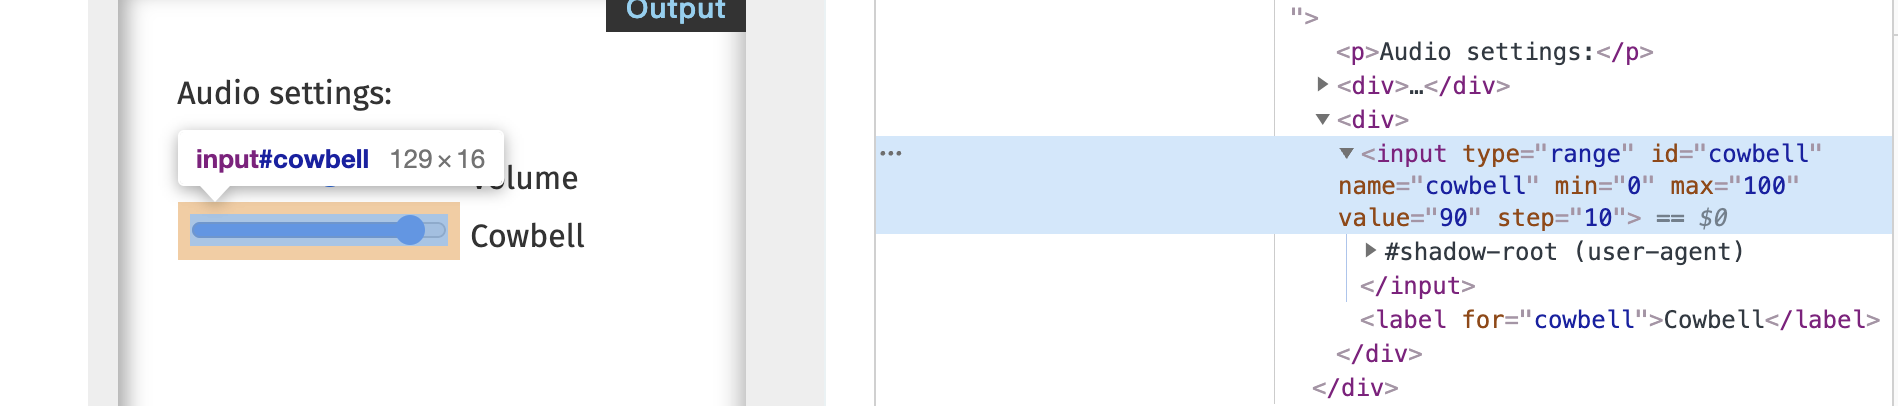 Output
Audio settings:
input#cowbell 129 × 16
Volume
Cowbell
">
<p>Audio settings:</p>
<div>…</div>
<div>
<input type="range" id="cowbell"
name="cowbell" min="0" max="100"
value="90" step="10"> == $0
#shadow-root (user-agent)
</input>
<label for="cowbell">Cowbell</label>
</div>
</div>